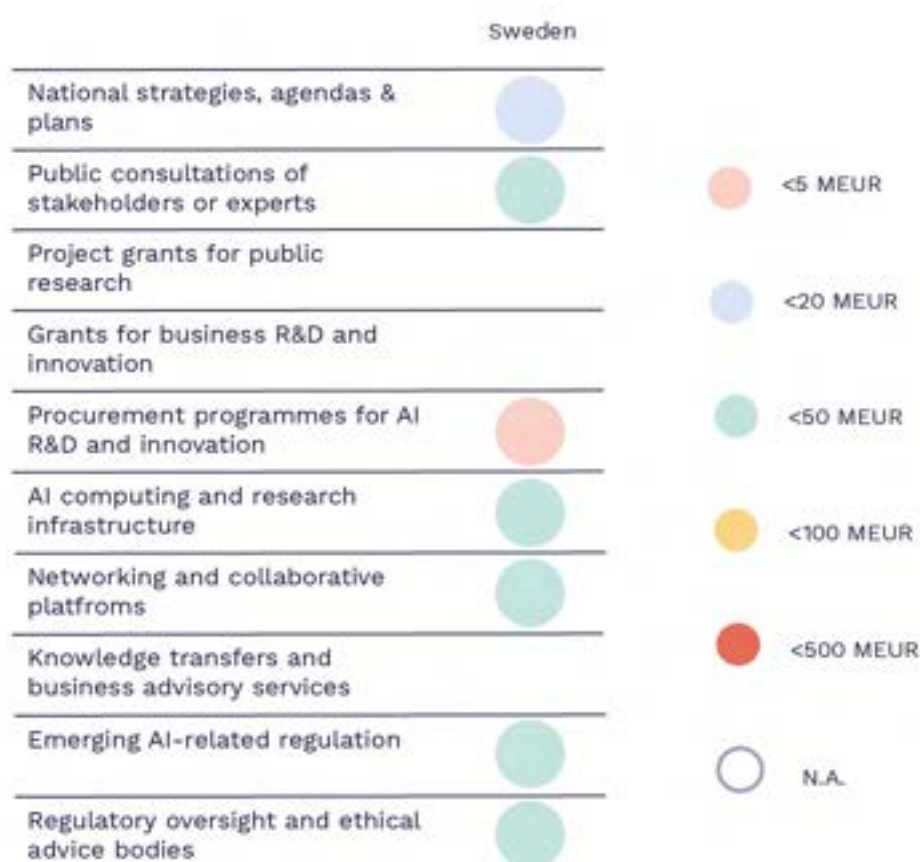 Sweden
National strategies, agendas &
plans
Public consultations of
stakeholders or experts
Project grants for public
research
Grants for business R&D and
innovation
Procurement programmes for AI
R&D and innovation
AI computing and research
infrastructure
Networking and collaborative
platfroms
Knowledge transfers and
business advisory services
Emerging AI-related regulation
Regulatory oversight and ethical
advice bodies
<5 MEUR
<20 MEUR
<50 MEUR
<100 MEUR
<500 MEUR
N.A.